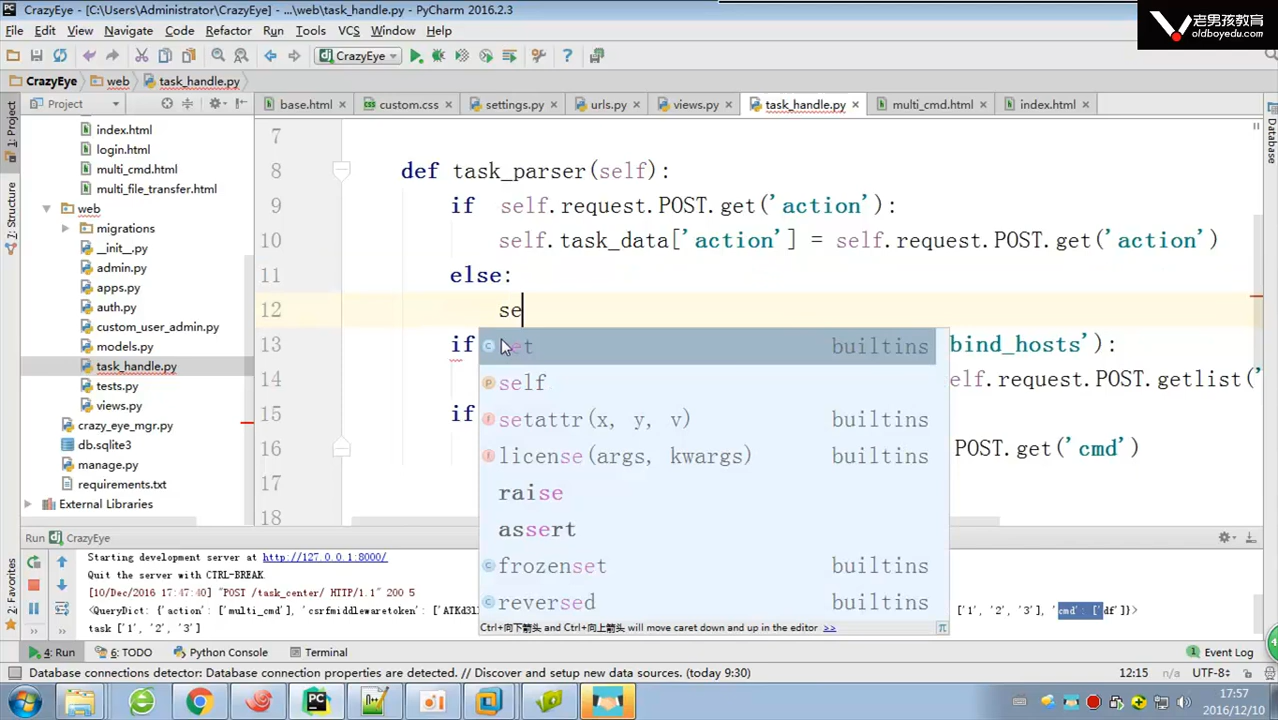 CrazyEye - [C:\Users\Administrator\CrazyEye] - ...\web\task_handle.py - PyCharm 2016.2.3
老男孩教育
oldboyedu.com
File Edit View Navigate Code Refactor Run Tools VCS Window Help
CrazyEye
CrazyEye web task_handle.py
Project
base.html custom.css settings.py urls.py views.py task_handle.py multi_cmd.html index.html
1: Project
7: Structure
2: Favorites
Database
index.html
login.html
multi_cmd.html
multi_file_transfer.html
web
migrations
__init__.py
admin.py
apps.py
auth.py
custom_user_admin.py
models.py
task_handle.py
tests.py
views.py
crazy_eye_mgr.py
db.sqlite3
manage.py
requirements.txt
External Libraries
7
8 def task_parser(self):
9 if self.request.POST.get('action'):
10 self.task_data['action'] = self.request.POST.get('action')
11 else:
12 se
13 if bind_hosts'):
14 elf.request.POST.getlist('
15 if
16 POST.get('cmd')
17
18
set builtins
self
setattr(x, y, v) builtins
license(args, kwargs) builtins
raise
assert
frozenset builtins
reversed builtins
Ctrl+向下箭头 and Ctrl+向上箭头 will move caret down and up in the editor >>
Run CrazyEye
Starting development server at http://127.0.0.1:8000/
Quit the server with CTRL-BREAK.
[10/Dec/2016 17:47:40] "POST /task_center/ HTTP/1.1" 200 5
<QueryDict: {'action': ['multi_cmd'], 'csrfmiddlewaretoken': ['ATKd3l ['1', '2', '3'], 'cmd': ['df']}>
task ['1', '2', '3']
4: Run 6: TODO Python Console Terminal Event Log
Database connections detector: Database connection properties are detected. // Discover and setup new data sources. (today 9:30) 12:15 n/a UTF-8
17:57
2016/12/10